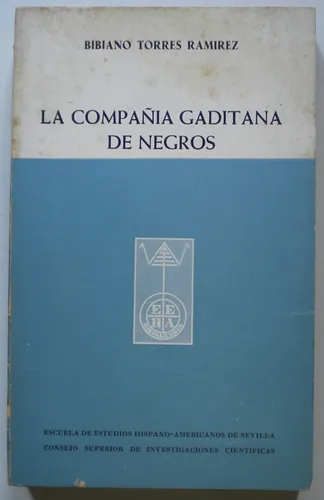 BIBIANO TORRES RAMIREZ
LA COMPAÑIA GADITANA
DE NEGROS
E E
H A
ESCUELA DE ESTUDIOS HISPANO-AMERICANOS DE SEVILLA
CONSEJO SUPERIOR DE INVESTIGACIONES CIENTIFICAS